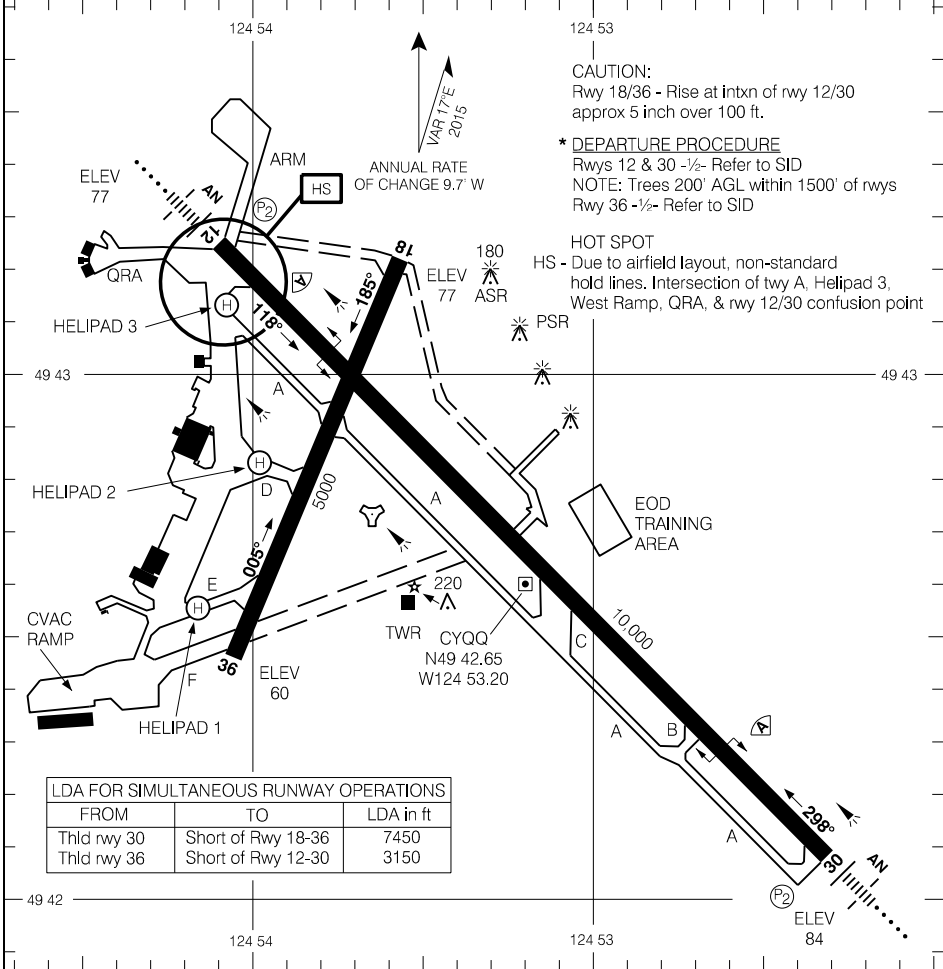 124 54
124 53
CAUTION:
Rwy 18/36 - Rise at intxn of rwy 12/30
approx 5 inch over 100 ft.
* DEPARTURE PROCEDURE
Rwys 12 & 30 -½- Refer to SID
NOTE: Trees 200' AGL within 1500' of rwys
Rwy 36 -½- Refer to SID
HOT SPOT
HS - Due to airfield layout, non-standard
hold lines. Intersection of twy A, Helipad 3,
West Ramp, QRA, & rwy 12/30 confusion point
VAR 17°E
2015
ANNUAL RATE
OF CHANGE 9.7' W
ARM
HS
ELEV
77
AN
P2
12
18
QRA
A
ELEV
77
180
ASR
PSR
HELIPAD 3
H
118°
185°
49 43
49 43
A
HELIPAD 2
H
D
5000
A
EOD
TRAINING
AREA
005°
E
H
220
TWR
CYQQ
N49 42.65
W124 53.20
10,000
C
CVAC
RAMP
F
36
ELEV
60
HELIPAD 1
A
B
A
LDA FOR SIMULTANEOUS RUNWAY OPERATIONS
FROM TO LDA in ft
Thld rwy 30 Short of Rwy 18-36 7450
Thld rwy 36 Short of Rwy 12-30 3150
298°
A
30
AN
P2
ELEV
84
49 42
124 54
124 53